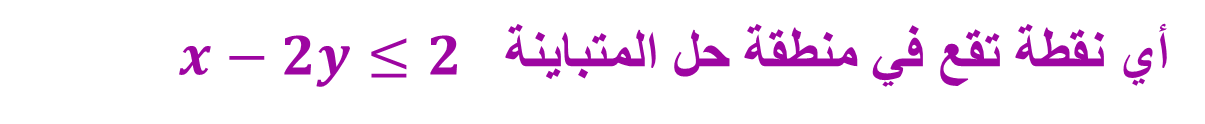 أي نقطة تقع في منطقة حل المتباينة x − 2y ≤ 2